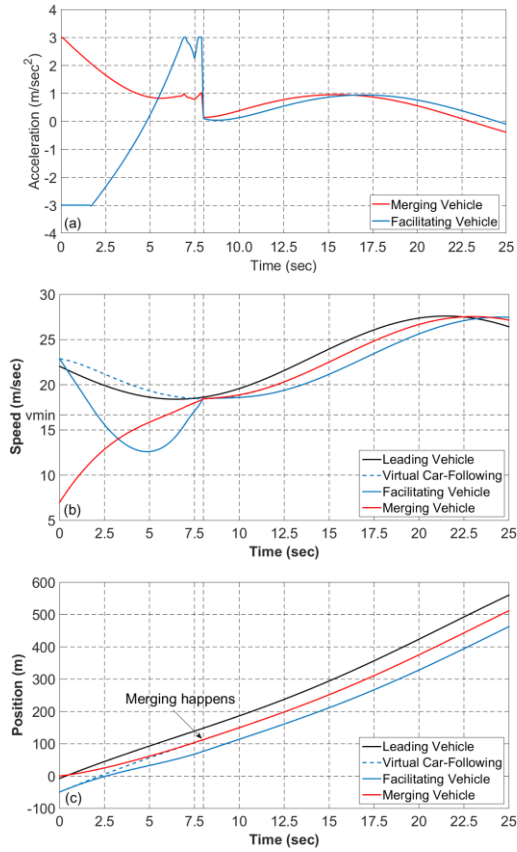 4
3
2
1
0
-1
-2
-3
-4
Acceleration (m/sec²)
(a)
Merging Vehicle
Facilitating Vehicle
0 2.5 5 7.5 8 10.0 12.5 15 17.5 20 22.5 25
Time (sec)
30
25
20
vmin
15
10
5
Speed (m/sec)
(b)
Leading Vehicle
Virtual Car-Following
Facilitating Vehicle
Merging Vehicle
0 2.5 5 7.5 8 10.0 12.5 15 17.5 20 22.5 25
Time (sec)
600
500
400
300
200
100
0
-100
Position (m)
Merging happens
(c)
Leading Vehicle
Virtual Car-Following
Facilitating Vehicle
Merging Vehicle
0 2.5 5 7.5 8 10.0 12.5 15 17.5 20 22.5 25
Time (sec)